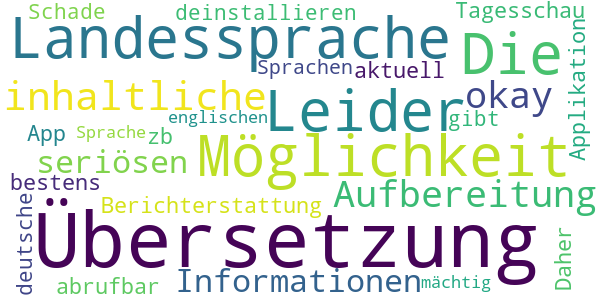 Schade
deinstallieren
Tagesschau
Landessprache
Die
Sprachen
aktuell
Applikation
inhaltliche
Leider
okay
englischen
gibt
App
Sprache
zb
Möglichkeit
seriösen
bestens
Aufbereitung
deutsche
Berichterstattung
Übersetzung
Daher
abrufbar
Informationen
mächtig